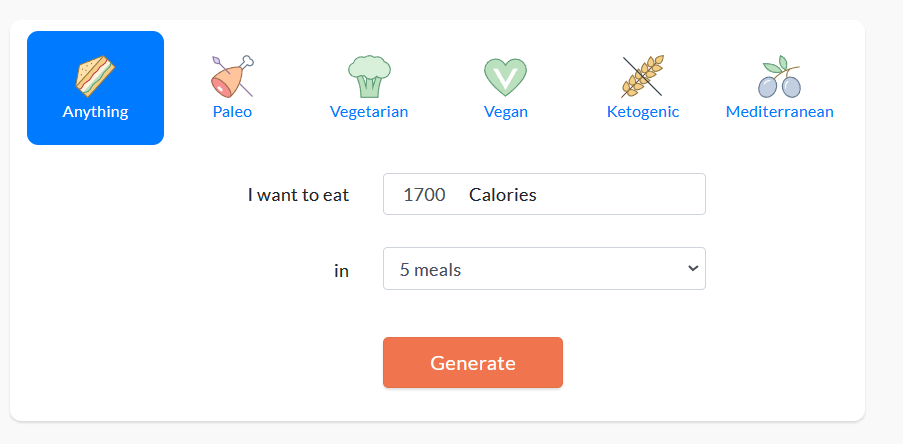 Anything
Paleo
Vegetarian
Vegan
Ketogenic
Mediterranean
I want to eat 1700 Calories
in 5 meals
Generate